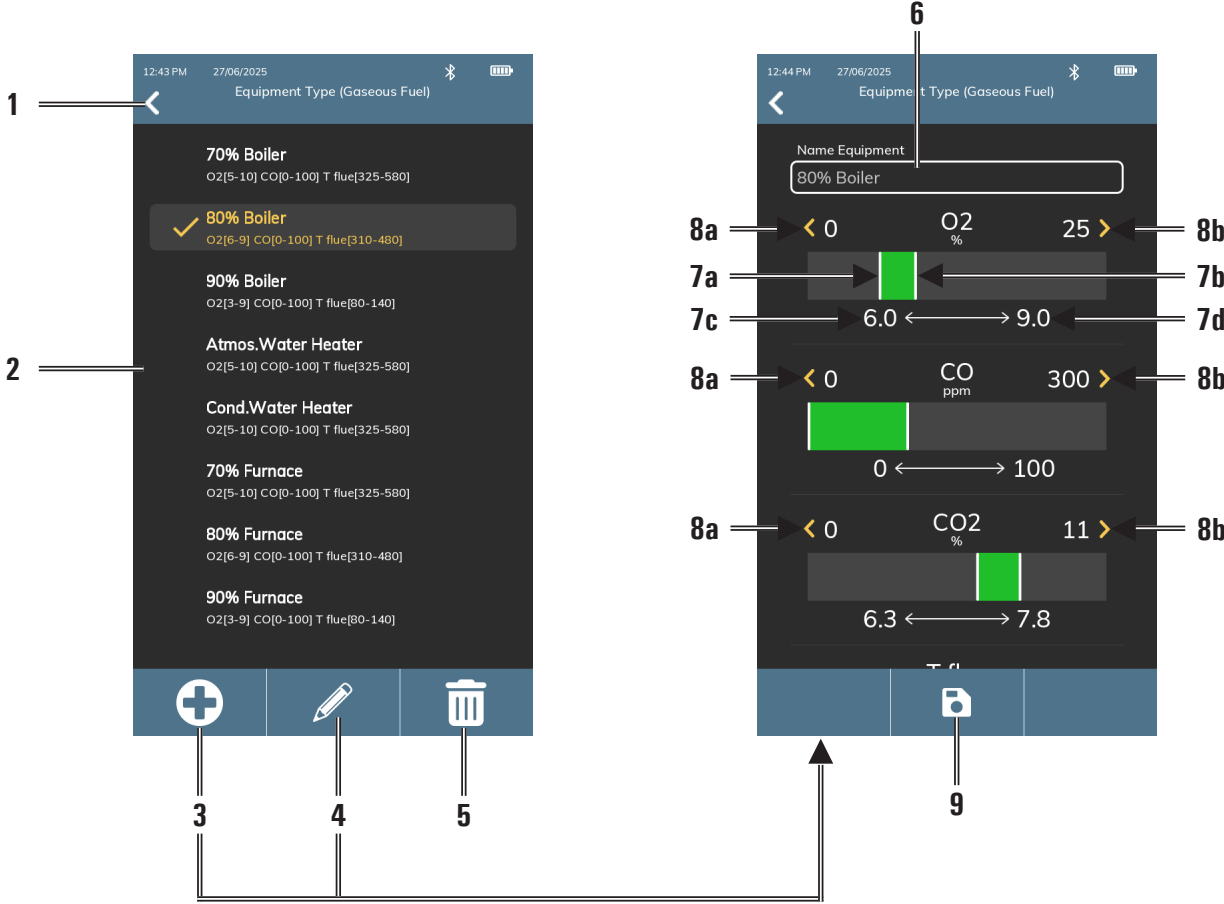 6
12:43 PM 27/06/2025
Equipment Type (Gaseous Fuel)
1
70% Boiler
O2[5-10] CO[0-100] T flue[325-580]
80% Boiler
O2[6-9] CO[0-100] T flue[310-480]
90% Boiler
O2[3-9] CO[0-100] T flue[80-140]
Atmos.Water Heater
O2[5-10] CO[0-100] T flue[325-580]
2
Cond.Water Heater
O2[5-10] CO[0-100] T flue[325-580]
70% Furnace
O2[5-10] CO[0-100] T flue[325-580]
80% Furnace
O2[6-9] CO[0-100] T flue[310-480]
90% Furnace
O2[3-9] CO[0-100] T flue[80-140]
3 4 5
12:44 PM 27/06/2025
Equipment Type (Gaseous Fuel)
Name Equipment
80% Boiler
8a 0 O2 25 8b
%
7a 7b
7c 6.0 9.0 7d
8a 0 CO 300 8b
ppm
0 100
8a 0 CO2 11 8b
%
6.3 7.8
9